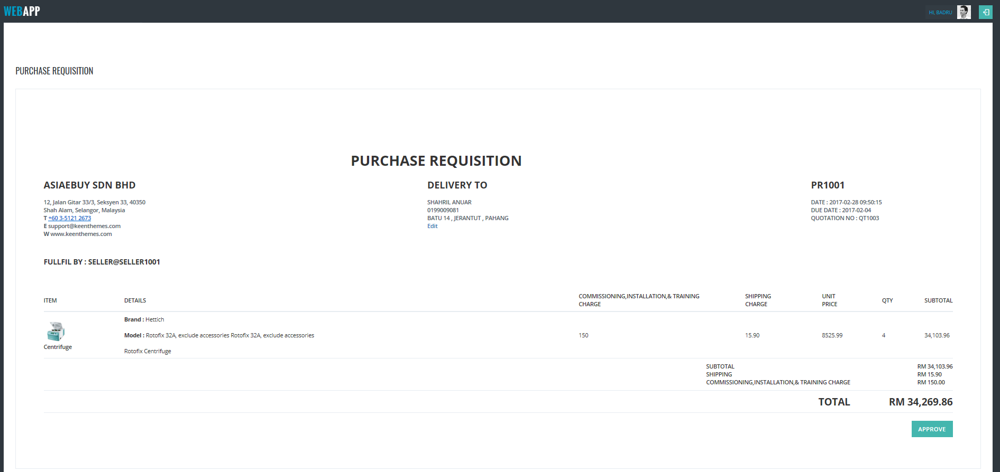 WEBAPP
HI, BADRU
PURCHASE REQUISITION
PURCHASE REQUISITION
ASIAEBUY SDN BHD
12, Jalan Gitar 33/3, Seksyen 33, 40350
Shah Alam, Selangor, Malaysia
T +60 3-5121 2673
E support@keenthemes.com
W www.keenthemes.com
DELIVERY TO
SHAHRIL ANUAR
0199009081
BATU 14 , JERANTUT , PAHANG
Edit
PR1001
DATE : 2017-02-28 09:50:15
DUE DATE : 2017-02-04
QUOTATION NO : QT1003
FULLFIL BY : SELLER@SELLER1001
ITEM DETAILS COMMISSIONING,INSTALLATION,& TRAINING CHARGE SHIPPING CHARGE UNIT PRICE QTY SUBTOTAL
Centrifuge
Brand : Hettich
Model : Rotofix 32A, exclude accessories Rotofix 32A, exclude accessories
Rotofix Centrifuge
150 15.90 8525.99 4 34,103.96
SUBTOTAL RM 34,103.96
SHIPPING RM 15.90
COMMISSIONING,INSTALLATION,& TRAINING CHARGE RM 150.00
TOTAL RM 34,269.86
APPROVE